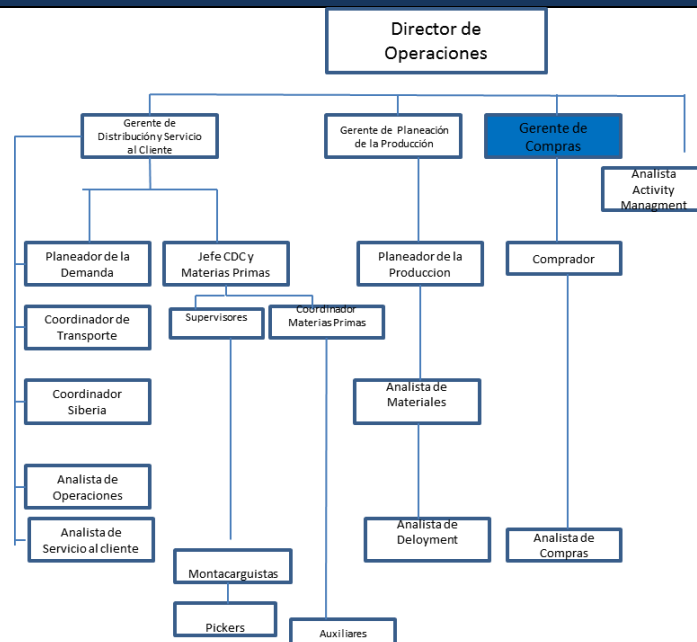 Director de
Operaciones
Gerente de
Distribución y Servicio
al Cliente
Gerente de Planeación
de la Producción
Gerente de
Compras
Analista
Activity
Managment
Planeador de la
Demanda
Jefe CDC y
Materias Primas
Planeador de la
Produccion
Comprador
Coordinador de
Transporte
Supervisores
Coordinador
Materias Primas
Coordinador
Siberia
Analista de
Materiales
Analista de
Operaciones
Analista de
Servicio al cliente
Analista de
Deloyment
Analista de
Compras
Montacarguistas
Pickers
Auxiliares